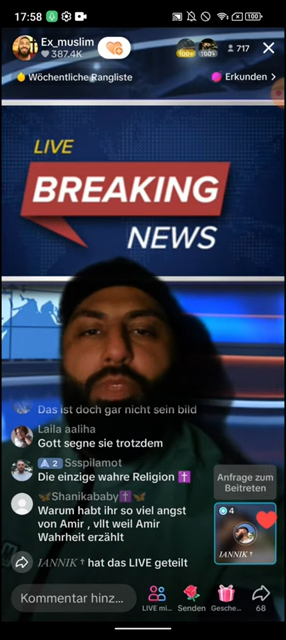 17:58
100
Ex_muslim
387.4K
100+
100+
717
Wöchentliche Rangliste
Erkunden >
LIVE
BREAKING
NEWS
Das ist doch gar nicht sein bild
Laila aaliha
Gott segne sie trotzdem
2 Ssspilamot
Die einzige wahre Religion ✝️
🦋Shanikababy✝️🦋
Warum habt ihr so viel angst
von Amir , vllt weil Amir
Wahrheit erzählt
IANNIK † hat das LIVE geteilt
Anfrage zum
Beitreten
4
IANNIK †
Kommentar hinz...
LIVE mi...
Senden
Gesche...
68